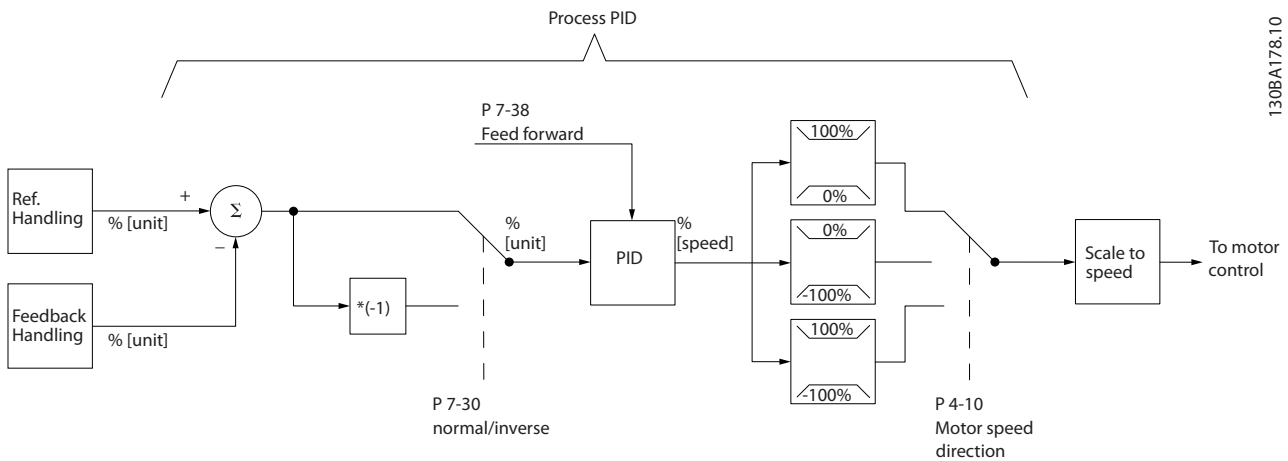 Process PID
130BA178.10
P 7-38
Feed forward
100%
0%
Ref.
Handling
+
% [unit]
Σ
−
%
[unit]
PID
%
[speed]
0%
-100%
Scale to
speed
To motor
control
Feedback
Handling
% [unit]
*(-1)
100%
-100%
P 7-30
normal/inverse
P 4-10
Motor speed
direction